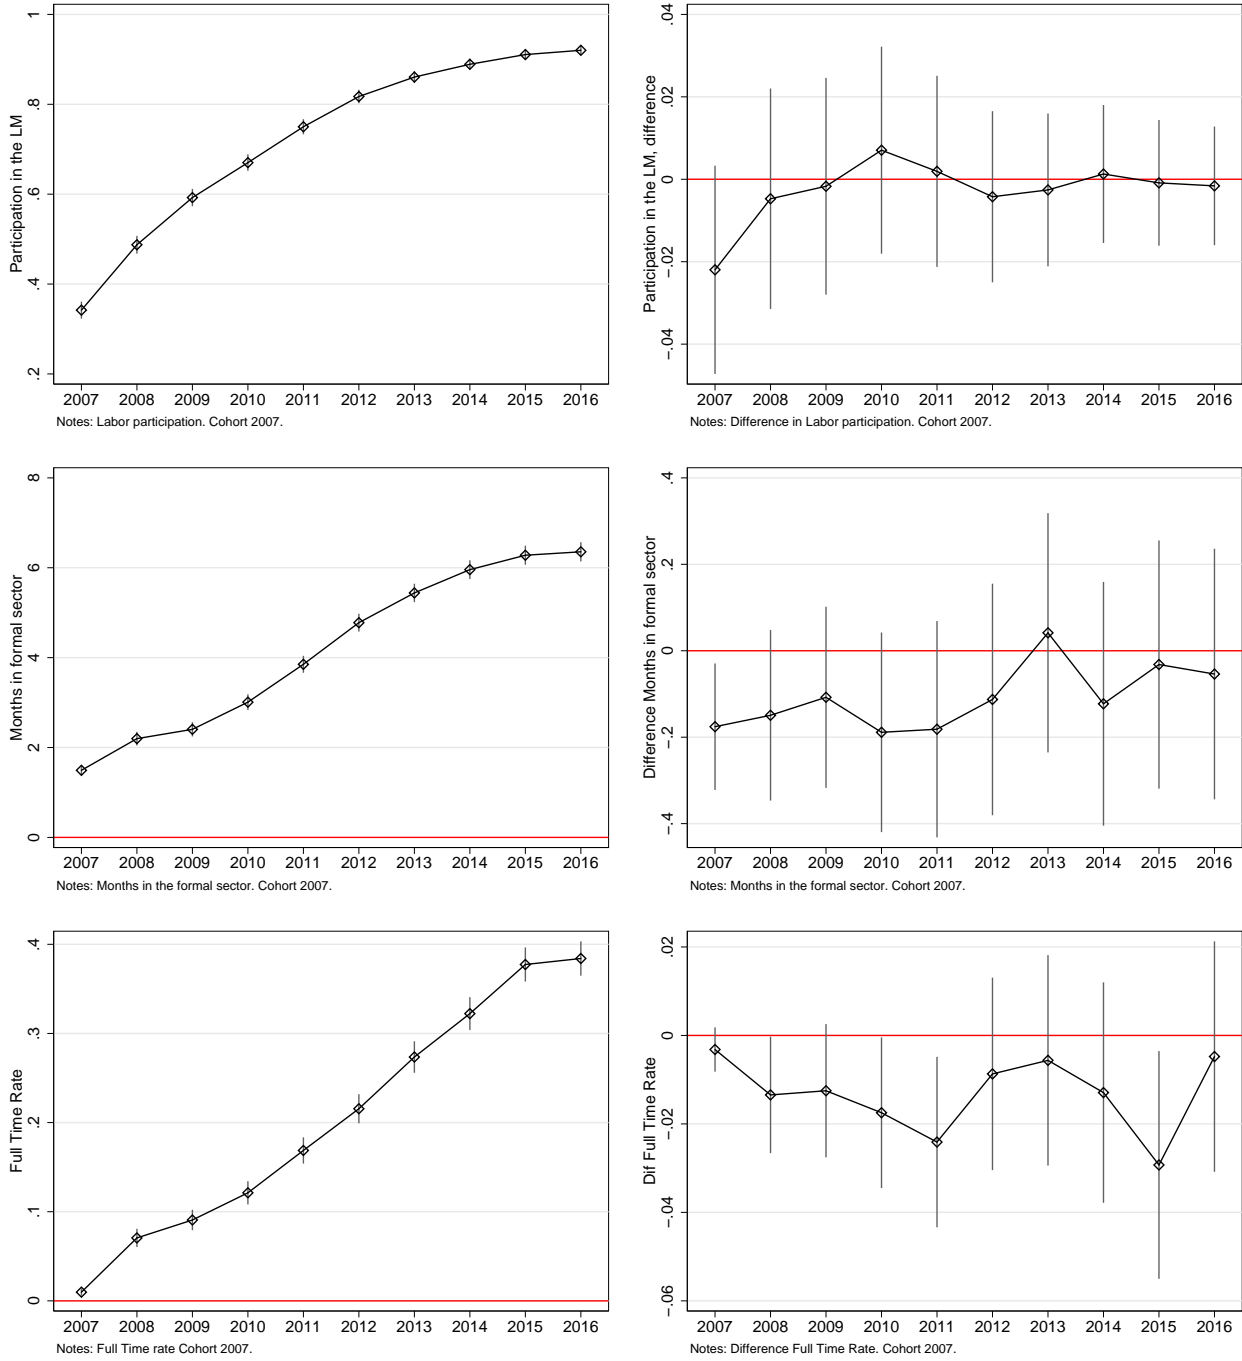 Participation in the LM
1
.8
.6
.4
.2
2007 2008 2009 2010 2011 2012 2013 2014 2015 2016
Notes: Labor participation. Cohort 2007.
Participation in the LM, difference
.04
.02
0
−.02
−.04
2007 2008 2009 2010 2011 2012 2013 2014 2015 2016
Notes: Difference in Labor participation. Cohort 2007.
Months in formal sector
8
6
4
2
0
2007 2008 2009 2010 2011 2012 2013 2014 2015 2016
Notes: Months in the formal sector. Cohort 2007.
Difference Months in formal sector
.4
.2
0
−.2
−.4
2007 2008 2009 2010 2011 2012 2013 2014 2015 2016
Notes: Months in the formal sector. Cohort 2007.
Full Time Rate
.4
.3
.2
.1
0
2007 2008 2009 2010 2011 2012 2013 2014 2015 2016
Notes: Full Time rate Cohort 2007.
Dif Full Time Rate
.02
0
−.02
−.04
−.06
2007 2008 2009 2010 2011 2012 2013 2014 2015 2016
Notes: Difference Full Time Rate. Cohort 2007.